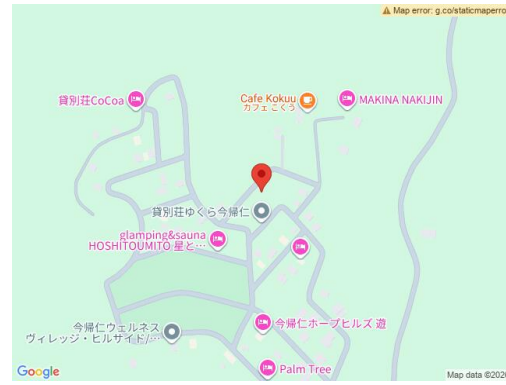 Map error: g.co/staticmaperro
貸別荘CoCoa
Cafe Kokuu
カフェ こくう
MAKINA NAKIJIN
貸別荘ゆくら今帰仁
glamping&sauna
HOSHITOUMITO 星と…
今帰仁ホープヒルズ 遊
今帰仁ウェルネス
ヴィレッジ・ヒルサイド/…
Palm Tree
Google
Map data ©2026